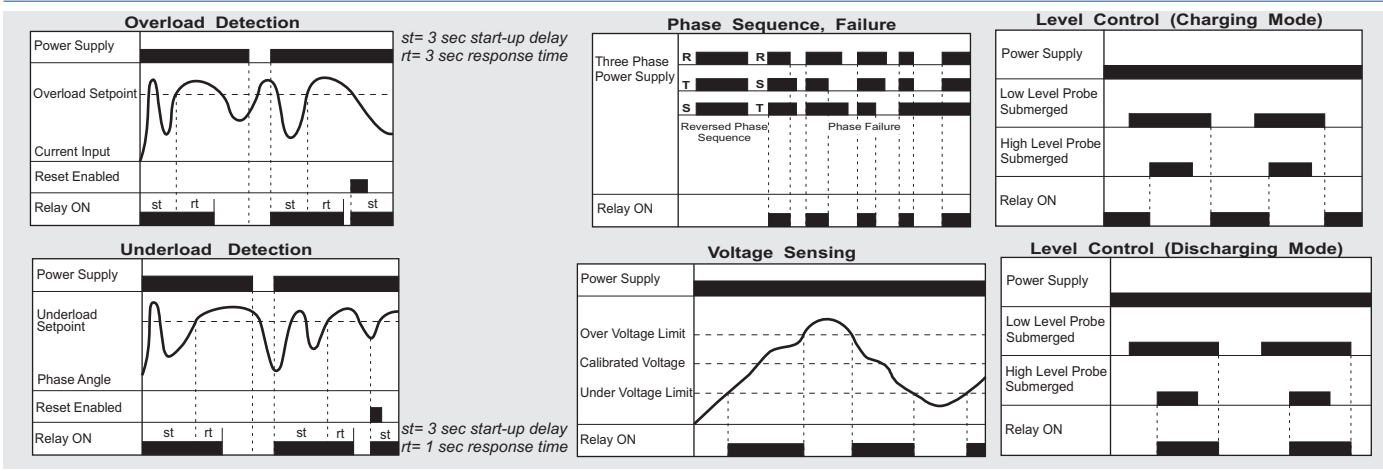 Overload Detection
Power Supply
Overload Setpoint
Current Input
Reset Enabled
Relay ON
st rt st rt st
st= 3 sec start-up delay
rt= 3 sec response time
Phase Sequence, Failure
Three Phase
Power Supply
R R
T S
S T
Reversed Phase
Sequence
Phase Failure
Relay ON
Level Control (Charging Mode)
Power Supply
Low Level Probe
Submerged
High Level Probe
Submerged
Relay ON
Underload Detection
Power Supply
Underload
Setpoint
Phase Angle
Reset Enabled
Relay ON
st rt st rt st
st= 3 sec start-up delay
rt= 1 sec response time
Voltage Sensing
Power Supply
Over Voltage Limit
Calibrated Voltage
Under Voltage Limit
Relay ON
Level Control (Discharging Mode)
Power Supply
Low Level Probe
Submerged
High Level Probe
Submerged
Relay ON